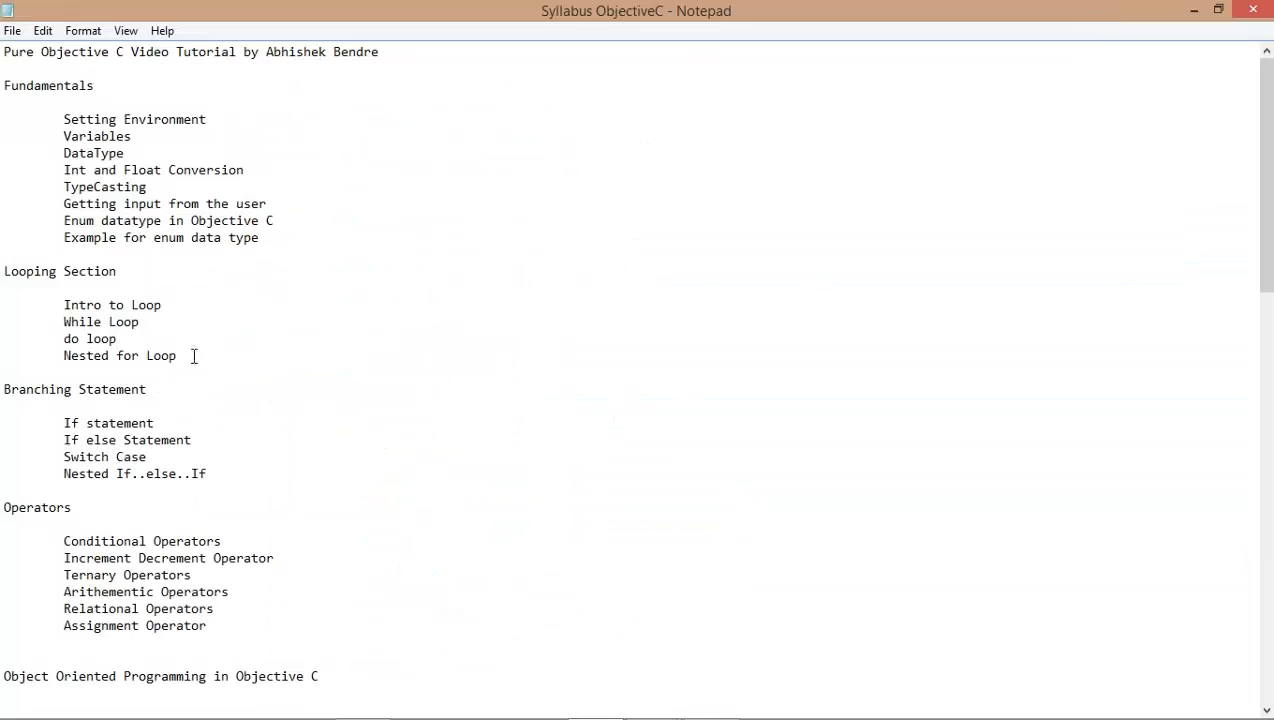 Syllabus ObjectiveC - Notepad
File Edit Format View Help
Pure Objective C Video Tutorial by Abhishek Bendre
Fundamentals
Setting Environment
Variables
DataType
Int and Float Conversion
TypeCasting
Getting input from the user
Enum datatype in Objective C
Example for enum data type
Looping Section
Intro to Loop
While Loop
do loop
Nested for Loop
Branching Statement
If statement
If else Statement
Switch Case
Nested If..else..If
Operators
Conditional Operators
Increment Decrement Operator
Ternary Operators
Arithementic Operators
Relational Operators
Assignment Operator
Object Oriented Programming in Objective C